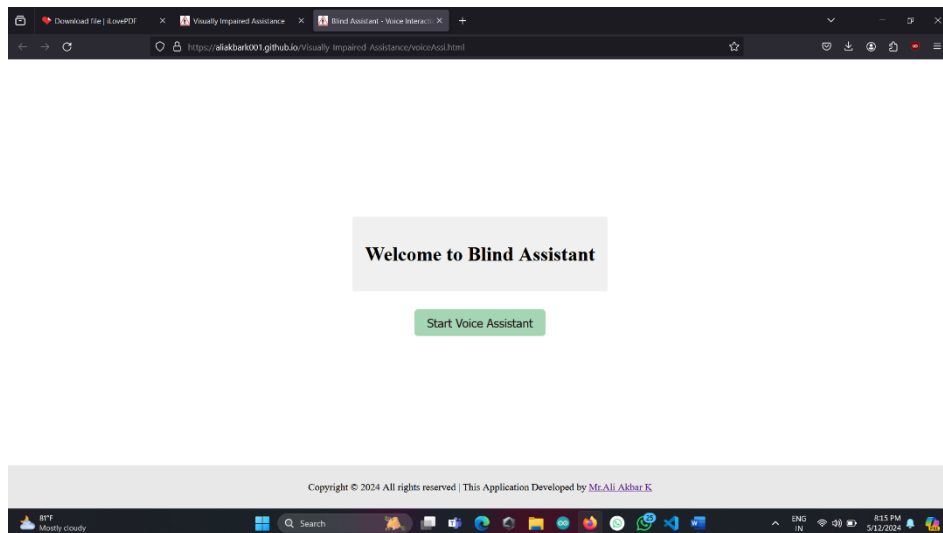 Download file | iLovePDF
Visually Impaired Assistance
Blind Assistant - Voice Interactio
https://aliakbark001.github.io/Visually-Impaired-Assistance/voiceAssi.html
Welcome to Blind Assistant
Start Voice Assistant
Copyright © 2024 All rights reserved | This Application Developed by Mr.Ali Akbar K
81°F
Mostly cloudy
Search
25
ENG
IN
8:15 PM
5/12/2024